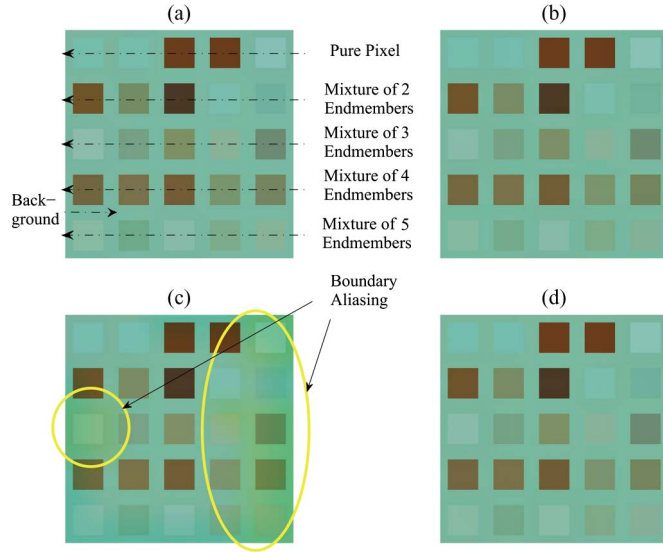 (a)
(b)
Pure Pixel
Mixture of 2
Endmembers
Mixture of 3
Endmembers
Mixture of 4
Endmembers
Back−
ground
Mixture of 5
Endmembers
Boundary
Aliasing
(c)
(d)